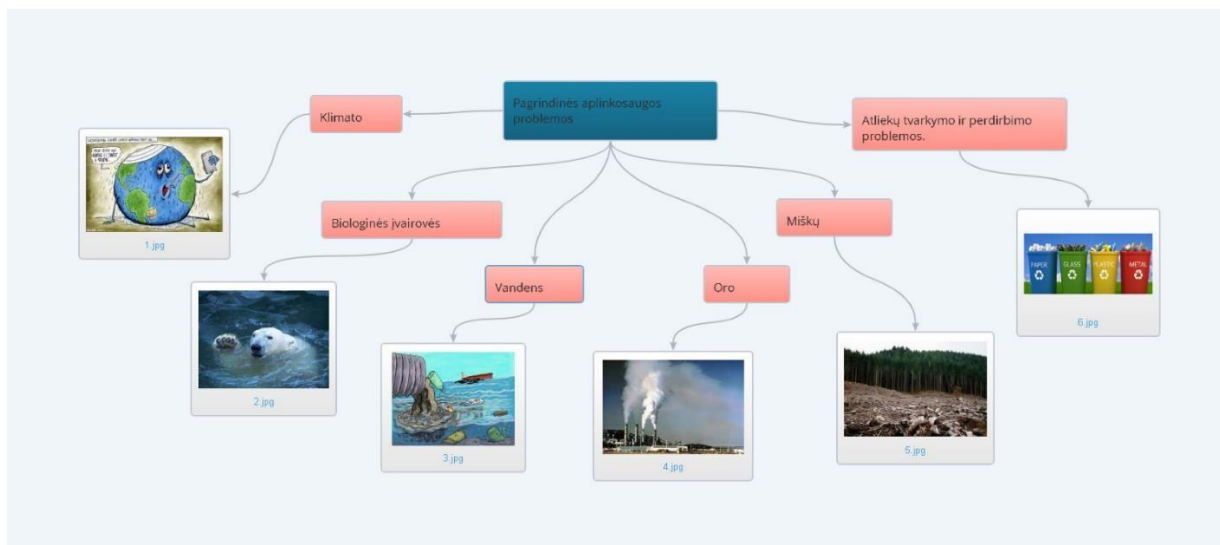 Pagrindinės aplinkosaugos
problemos
Klimato
Atliekų tvarkymo ir perdirbimo
problemos.
Biologinės įvairovės
Miškų
Vandens
Oro
1.jpg
2.jpg
3.jpg
4.jpg
5.jpg
PAPER
GLASS
PLASTIC
METAL
6.jpg